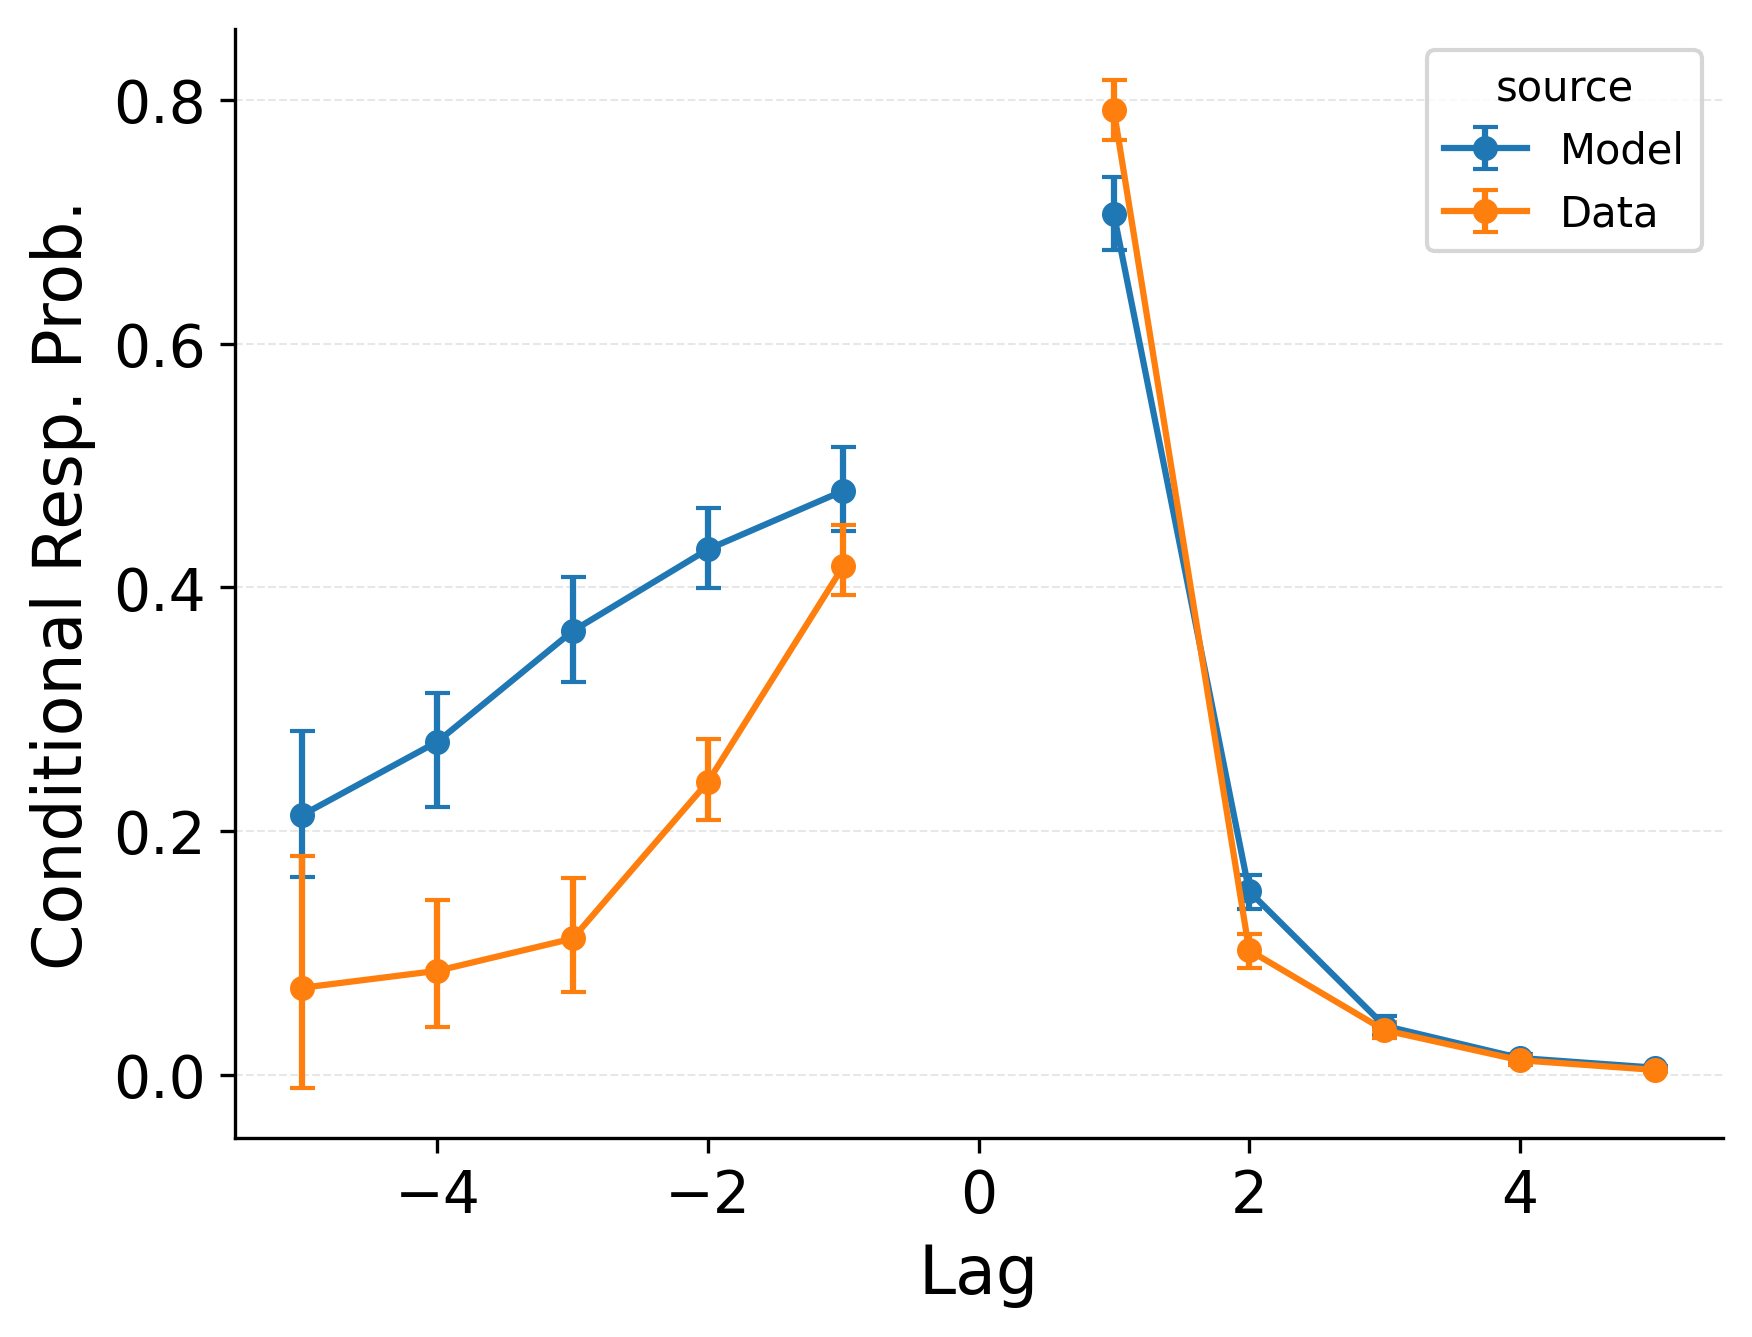 source
Model
Data
Conditional Resp. Prob.
0.8
0.6
0.4
0.2
0.0
−4 −2 0 2 4
Lag